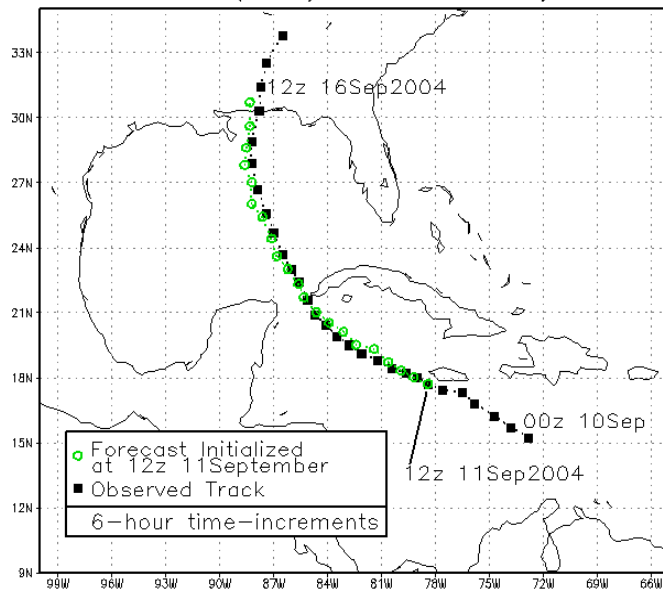 33N
12z 16Sep2004
30N
27N
24N
21N
18N
00z 10Sep
15N
Forecast Initialized
at 12z 11September
12z 11Sep2004
Observed Track
12N
6-hour time-increments
9N
99W 96W 93W 90W 87W 84W 81W 78W 75W 72W 69W 66W